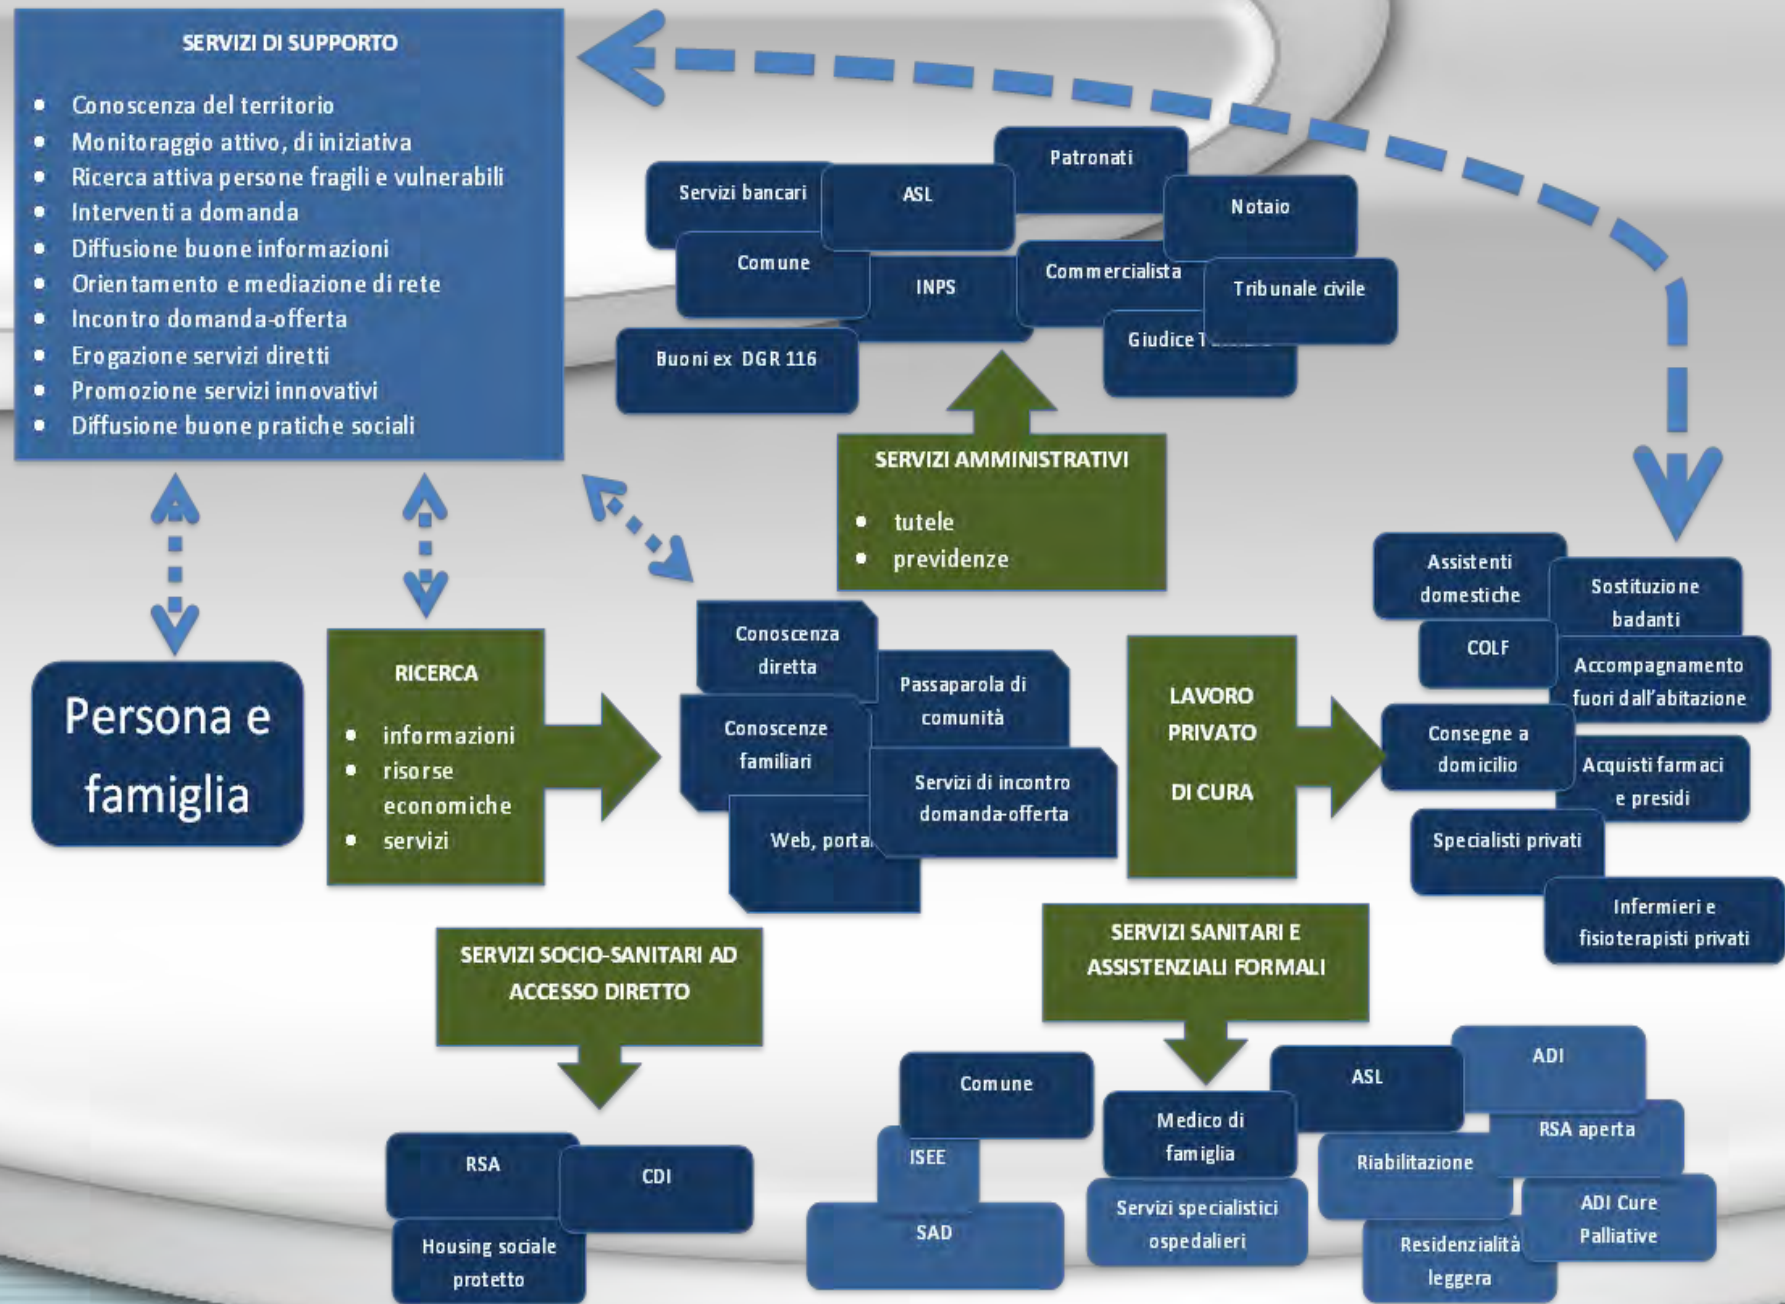 SERVIZI DI SUPPORTO
• Conoscenza del territorio
• Monitoraggio attivo, di iniziativa
• Ricerca attiva persone fragili e vulnerabili
• Interventi a domanda
• Diffusione buone informazioni
• Orientamento e mediazione di rete
• Incontro domanda-offerta
• Erogazione servizi diretti
• Promozione servizi innovativi
• Diffusione buone pratiche sociali
Patronati
Servizi bancari
ASL
Notaio
Comune
INPS
Commercialista
Tribunale civile
Giudice
Buoni ex DGR 116
SERVIZI AMMINISTRATIVI
• tutele
• previdenze
Persona e
famiglia
RICERCA
• informazioni
• risorse
economiche
• servizi
Conoscenza
diretta
Passaparola di
comunità
Conoscenze
familiari
Servizi di incontro
domanda-offerta
Web,
LAVORO
PRIVATO
DI CURA
Assistenti
domestiche
Sostituzione
badanti
COLF
Accompagnamento
fuori dall'abitazione
Consegne a
domicilio
Acquisti farmaci
e presidi
Specialisti privati
Infermieri e
fisioterapisti privati
SERVIZI SOCIO-SANITARI AD
ACCESSO DIRETTO
RSA
CDI
Housing sociale
protetto
SERVIZI SANITARI E
ASSISTENZIALI FORMALI
Comune
ISEE
SAD
Medico di
famiglia
Servizi specialistici
ospedalieri
ASL
ADI
RSA aperta
Riabilitazione
ADI Cure
Palliative
Residenzialità
leggera